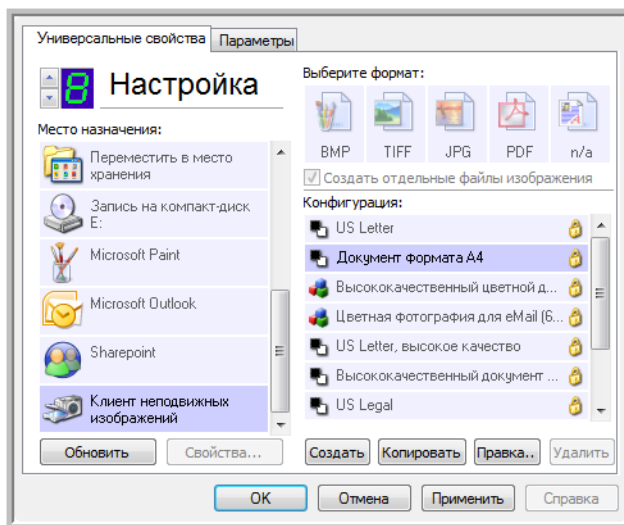 Универсальные свойства
Параметры
8
Настройка
Выберите формат:
BMP
TIFF
JPG
PDF
n/a
Создать отдельные файлы изображения
Место назначения:
Переместить в место
хранения
Запись на компакт-диск
E:
Microsoft Paint
Microsoft Outlook
Sharepoint
Клиент неподвижных
изображений
Конфигурация:
US Letter
Документ формата A4
Высококачественный цветной д...
Цветная фотография для eMail (6...
US Letter, высокое качество
Высококачественный документ ...
US Legal
Обновить
Свойства...
Создать
Копировать
Правка..
Удалить
OK
Отмена
Применить
Справка